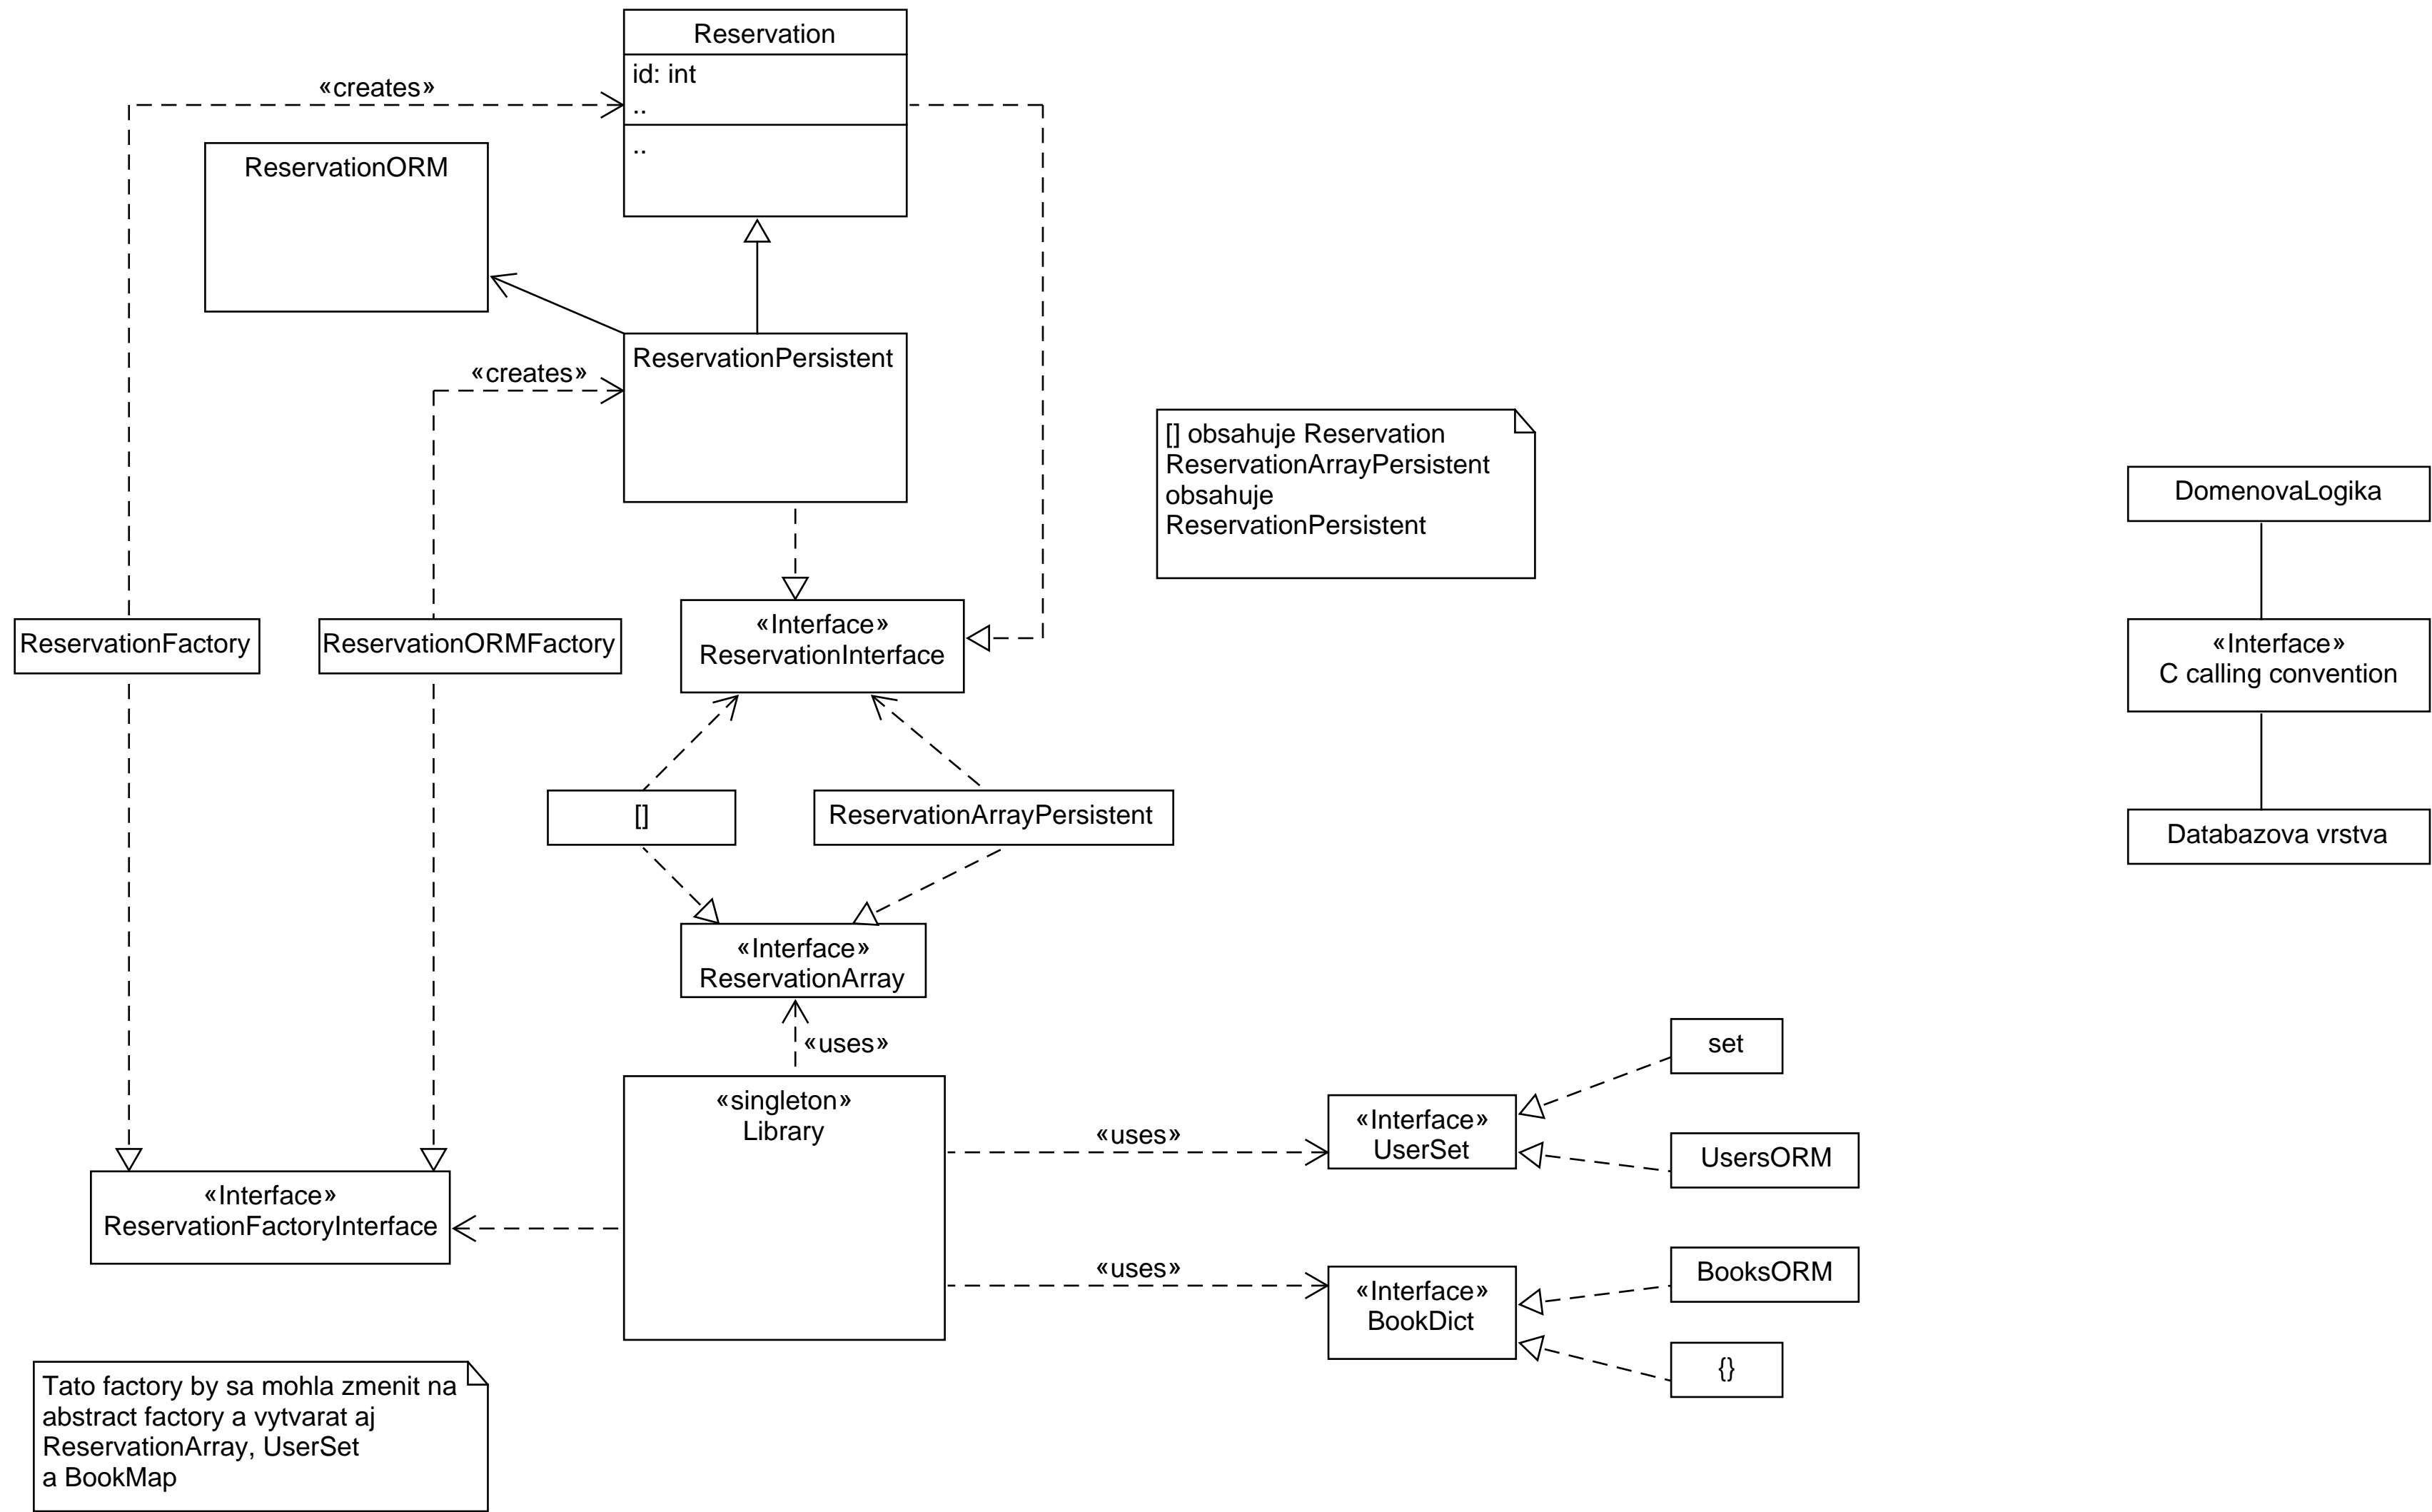 Reservation
id: int
..
..
«creates»
ReservationORM
ReservationPersistent
«creates»
[] obsahuje Reservation
ReservationArrayPersistent
obsahuje
ReservationPersistent
DomenovaLogika
ReservationFactory
ReservationORMFactory
«Interface»
ReservationInterface
«Interface»
C calling convention
[]
ReservationArrayPersistent
Databazova vrstva
«Interface»
ReservationArray
«uses»
set
«singleton»
Library
«uses»
«Interface»
UserSet
UsersORM
«Interface»
ReservationFactoryInterface
«uses»
«Interface»
BookDict
BooksORM
{}
Tato factory by sa mohla zmenit na
abstract factory a vytvarat aj
ReservationArray, UserSet
a BookMap